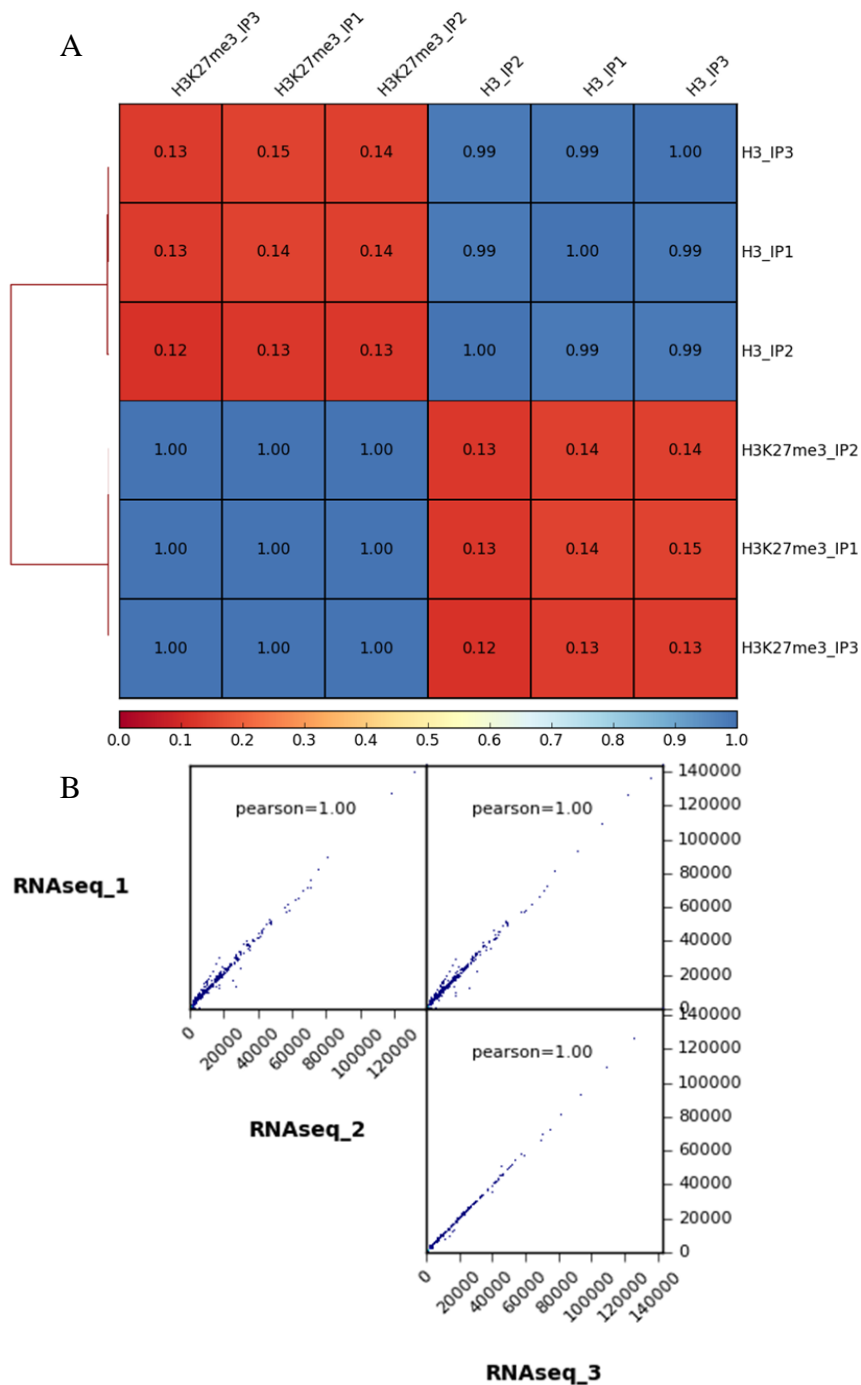 A
H3K27me3_IP3 H3K27me3_IP1 H3K27me3_IP2 H3_IP2 H3_IP1 H3_IP3
0.13 0.15 0.14 0.99 0.99 1.00 H3_IP3
0.13 0.14 0.14 0.99 1.00 0.99 H3_IP1
0.12 0.13 0.13 1.00 0.99 0.99 H3_IP2
1.00 1.00 1.00 0.13 0.14 0.14 H3K27me3_IP2
1.00 1.00 1.00 0.13 0.14 0.15 H3K27me3_IP1
1.00 1.00 1.00 0.12 0.13 0.13 H3K27me3_IP3
0.0 0.1 0.2 0.3 0.4 0.5 0.6 0.7 0.8 0.9 1.0
B
pearson=1.00 pearson=1.00 140000
120000
100000
RNAseq_1 80000
60000
40000
20000
0
0 20000 40000 60000 80000 100000 120000
140000
pearson=1.00 120000
100000
RNAseq_2 80000
60000
40000
20000
0
0 20000 40000 60000 80000 100000 120000 140000
RNAseq_3